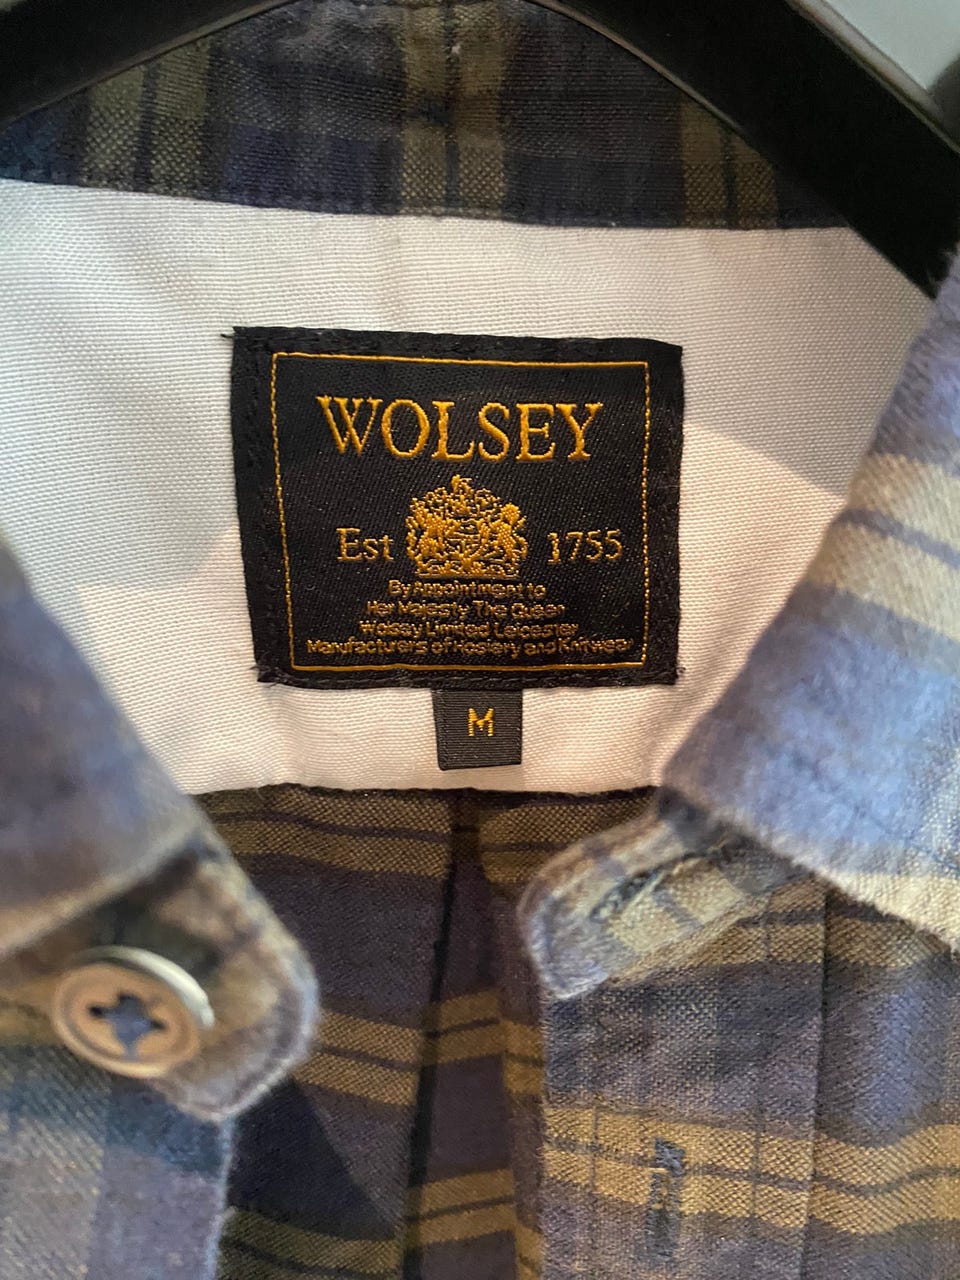 WOLSEY
Est 1755
By Appointment to
Her Majesty The Queen
Wolsey Limited Leicester
Manufacturers of Hosiery and Knitwear
M